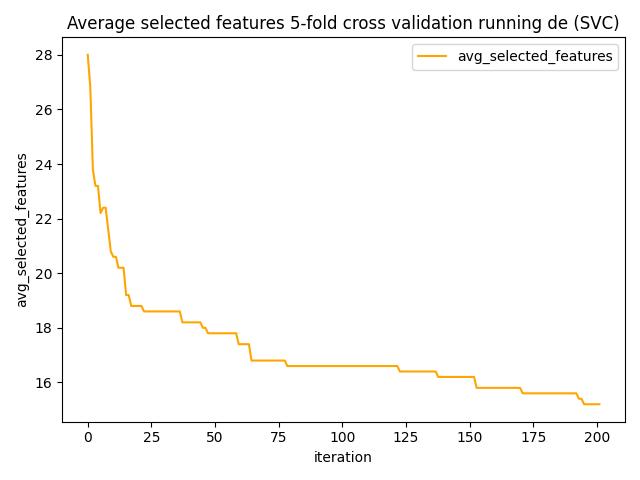 Average selected features 5-fold cross validation running de (SVC)
avg_selected_features
28
26
24
22
20
18
16
avg_selected_features
0 25 50 75 100 125 150 175 200
iteration